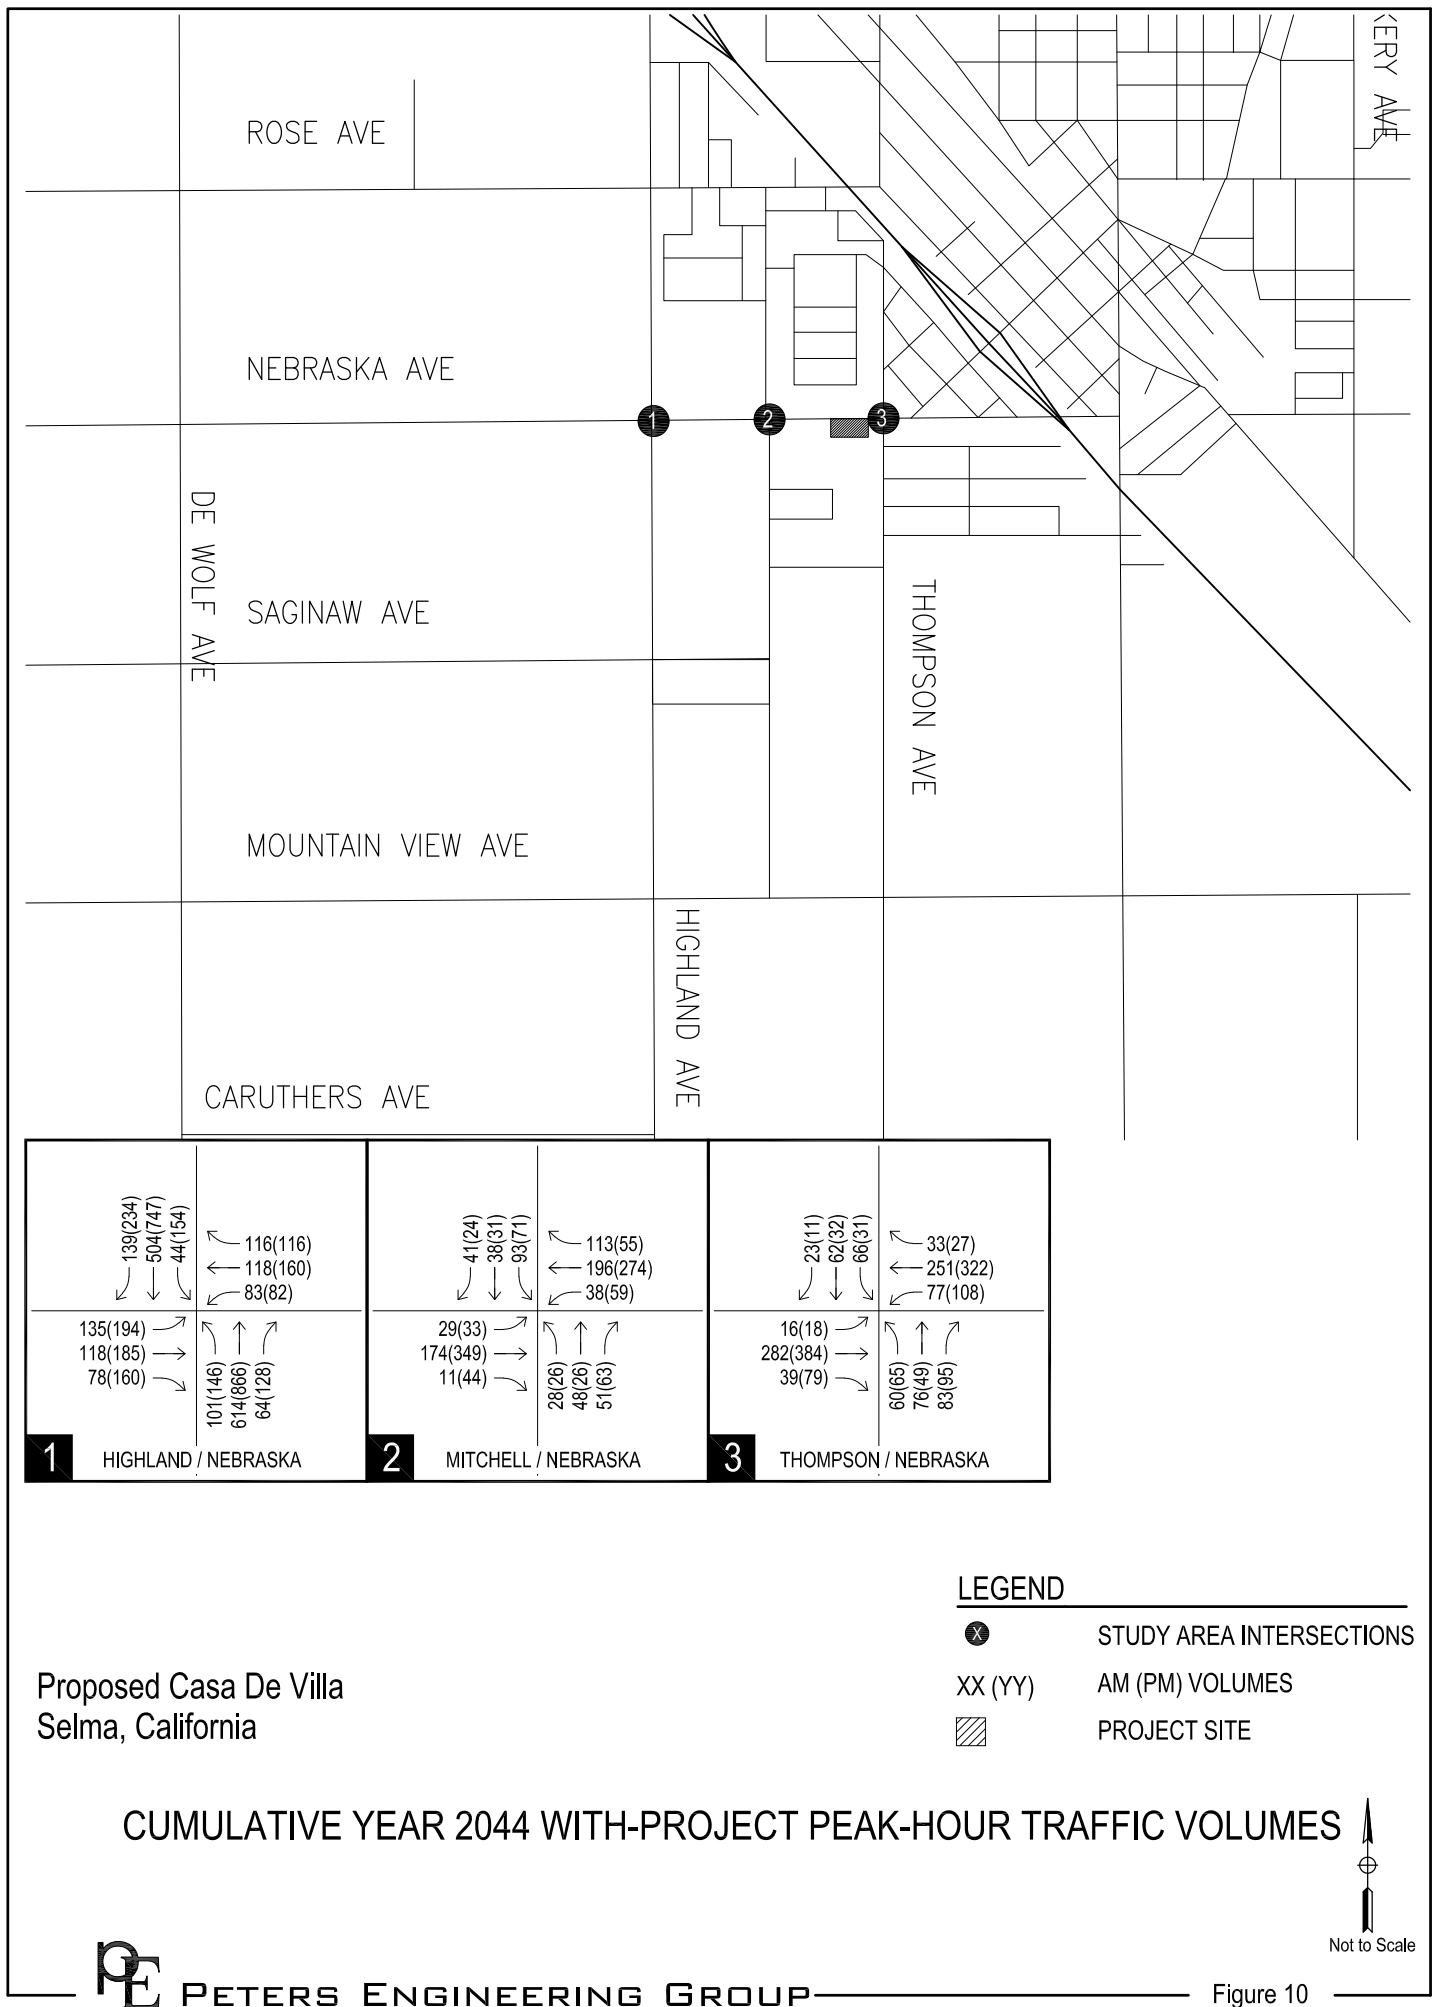 KERY AVE
ROSE AVE
NEBRASKA AVE
1
2
3
DE WOLF AVE
SAGINAW AVE
THOMPSON AVE
MOUNTAIN VIEW AVE
HIGHLAND AVE
CARUTHERS AVE
139(234)
504(747)
44(154)
116(116)
118(160)
83(82)
135(194)
118(185)
78(160)
101(146)
614(866)
64(128)
1
HIGHLAND / NEBRASKA
41(24)
38(31)
93(71)
113(55)
196(274)
38(59)
29(33)
174(349)
11(44)
28(26)
48(26)
51(63)
2
MITCHELL / NEBRASKA
23(11)
62(32)
66(31)
33(27)
251(322)
77(108)
16(18)
282(384)
39(79)
60(65)
76(49)
83(95)
3
THOMPSON / NEBRASKA
LEGEND
X STUDY AREA INTERSECTIONS
XX (YY) AM (PM) VOLUMES
PROJECT SITE
Proposed Casa De Villa
Selma, California
CUMULATIVE YEAR 2044 WITH-PROJECT PEAK-HOUR TRAFFIC VOLUMES
Not to Scale
PE PETERS ENGINEERING GROUP
Figure 10